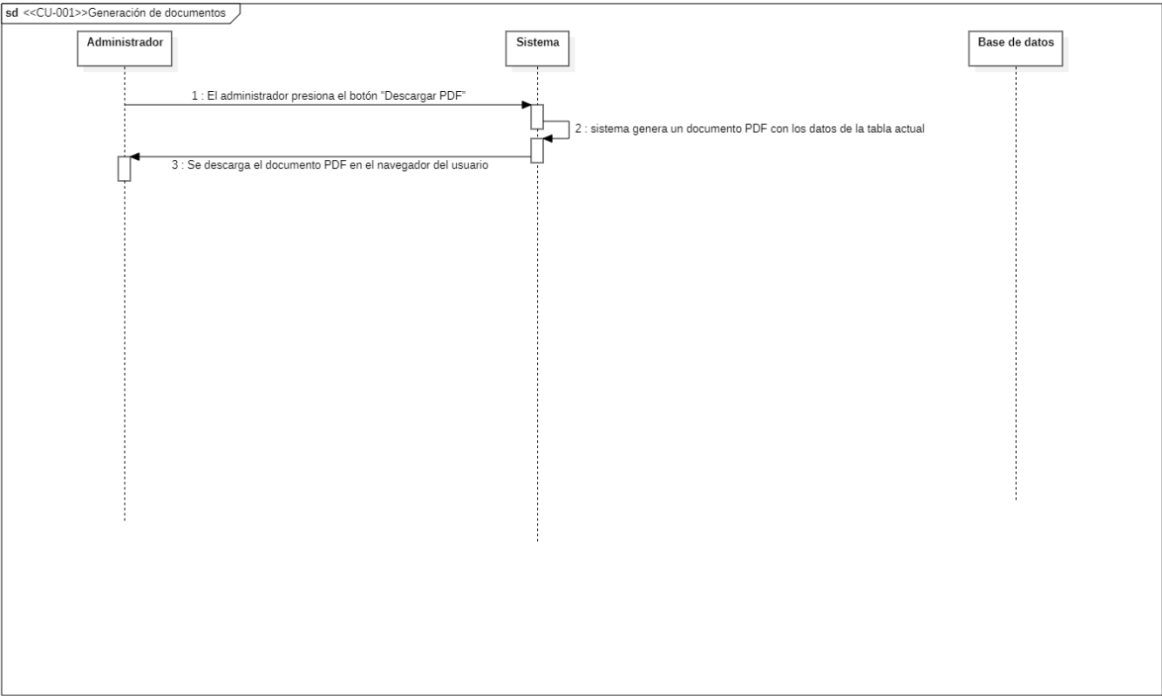 sd <<CU-001>>Generación de documentos
Administrador
Sistema
Base de datos
1 : El administrador presiona el botón "Descargar PDF"
2 : sistema genera un documento PDF con los datos de la tabla actual
3 : Se descarga el documento PDF en el navegador del usuario